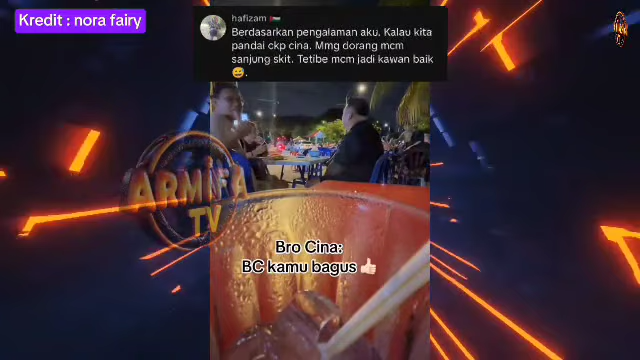 Kredit : nora fairy
hafizam 🇵🇸
Berdasarkan pengalaman aku. Kalau kita
pandai ckp cina. Mmg dorang mcm
sanjung skit. Tetibe mcm jadi kawan baik
😅.
ARMIFA
TV
Bro Cina:
BC kamu bagus 👍🏻